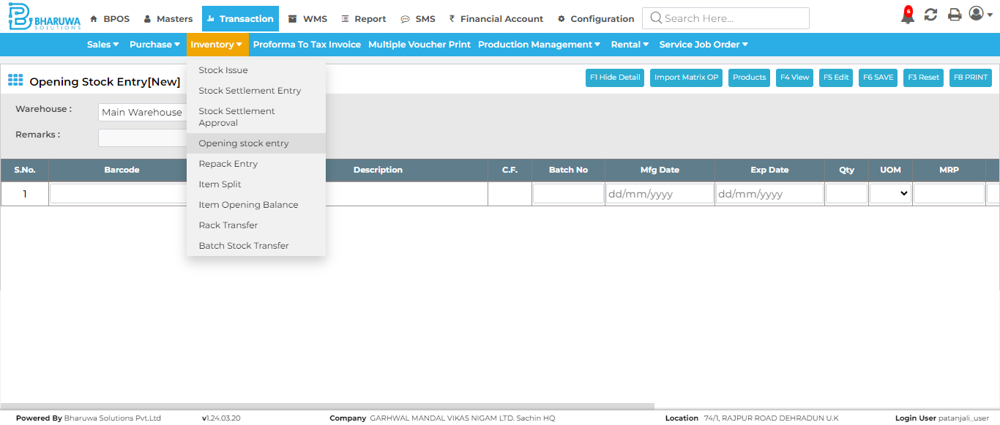 BHARUWA
SOLUTIONS
BPOS Masters Transaction WMS Report SMS Financial Account Configuration Search Here... 6
Sales Purchase Inventory Proforma To Tax Invoice Multiple Voucher Print Production Management Rental Service Job Order
Opening Stock Entry[New] F1 Hide Detail Import Matrix OP Products F4 View F5 Edit F6 SAVE F3 Reset F8 PRINT
Warehouse : Main Warehouse
Remarks :
Stock Issue
Stock Settlement Entry
Stock Settlement
Approval
Opening stock entry
Repack Entry
Item Split
Item Opening Balance
Rack Transfer
Batch Stock Transfer
S.No. Barcode Description C.F. Batch No Mfg Date Exp Date Qty UOM MRP
1 dd/mm/yyyy dd/mm/yyyy
Powered By Bharuwa Solutions Pvt.Ltd v1.24.03.20 Company GARHWAL MANDAL VIKAS NIGAM LTD. Sachin HQ Location 74/1, RAJPUR ROAD DEHRADUN U.K Login User patanjali_user